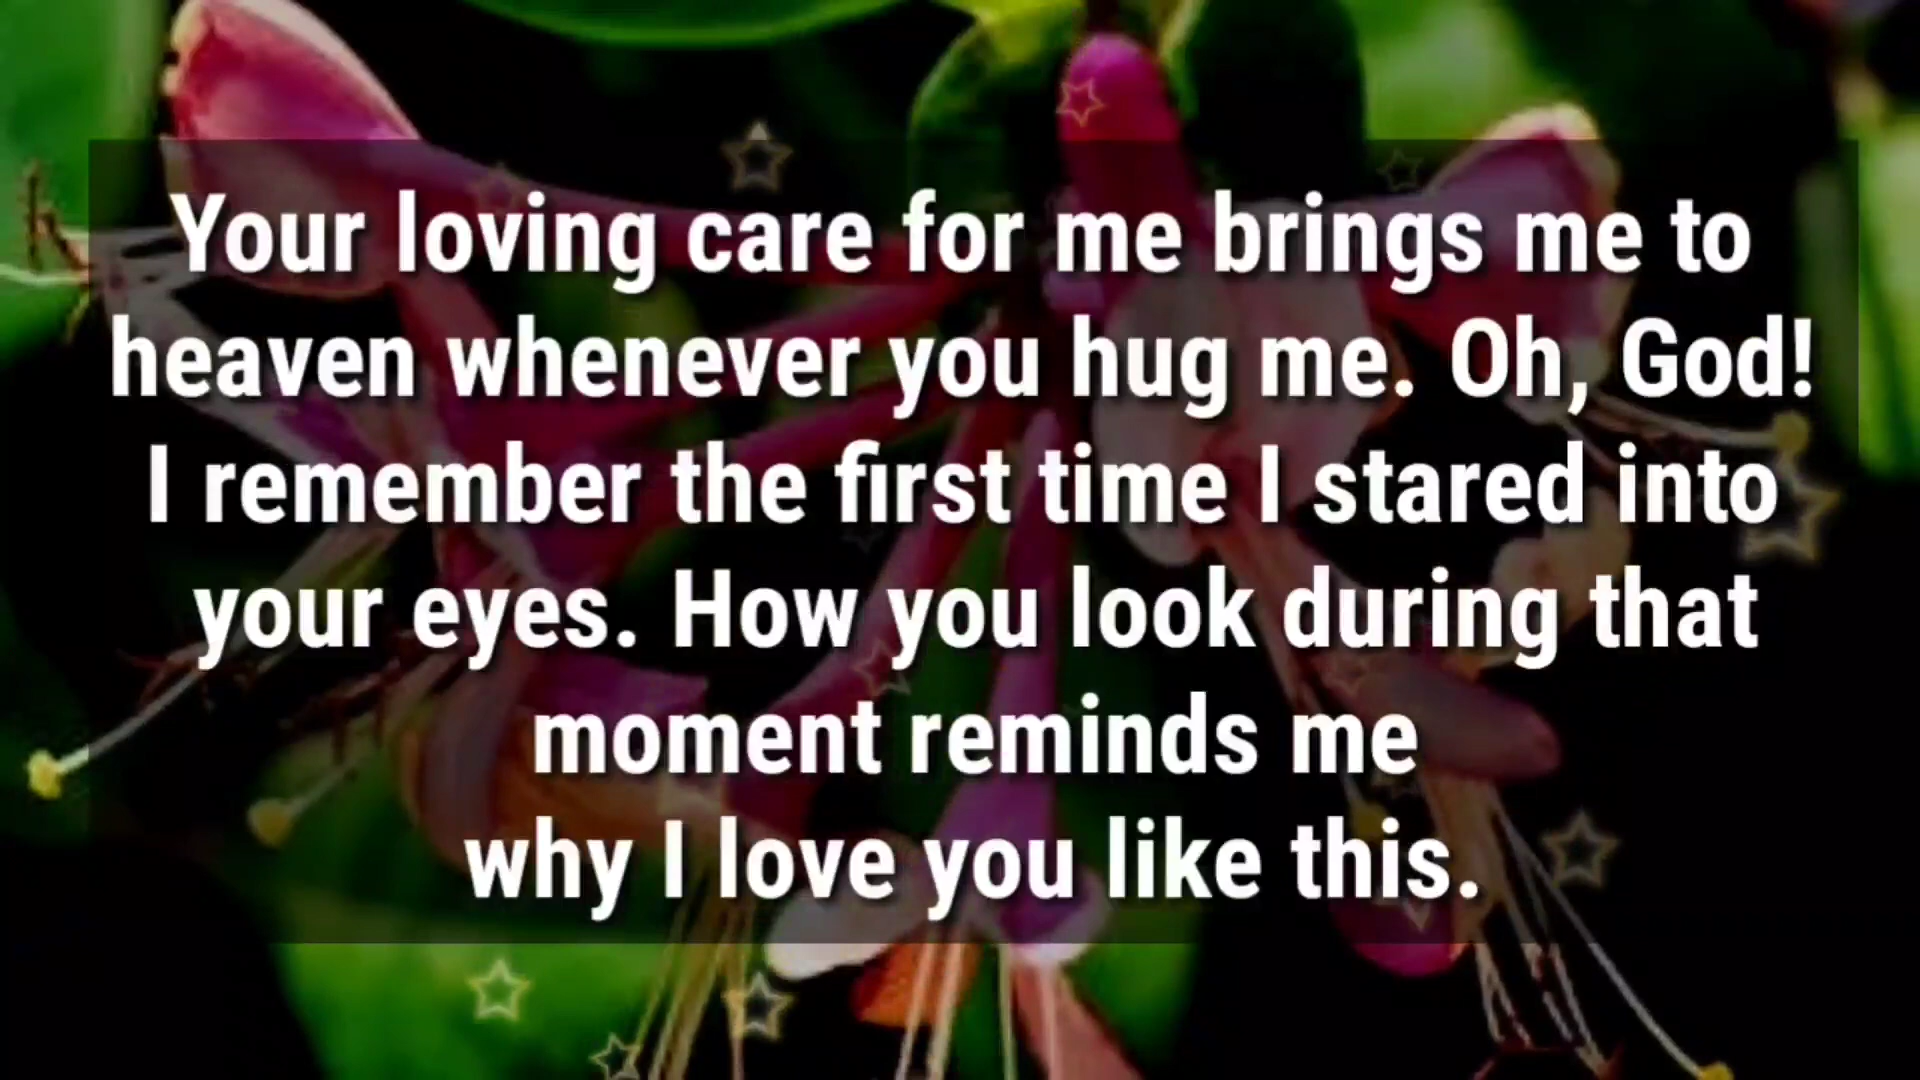 Your loving care for me brings me to
heaven whenever you hug me. Oh, God!
I remember the first time I stared into
your eyes. How you look during that
moment reminds me
why I love you like this.